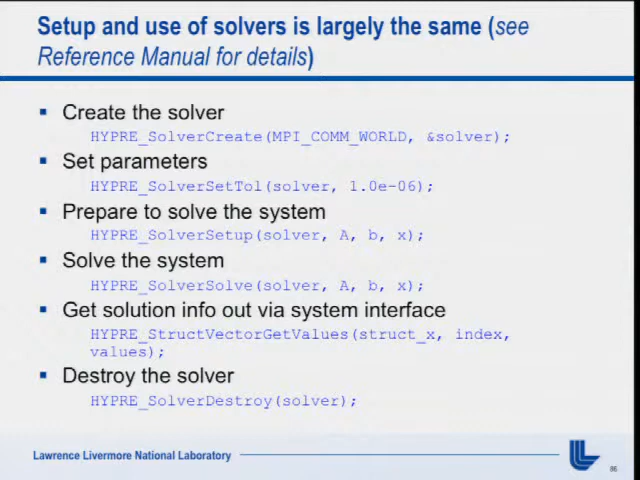 Setup and use of solvers is largely the same (see
Reference Manual for details)
▪ Create the solver
HYPRE_SolverCreate(MPI_COMM_WORLD, &solver);
▪ Set parameters
HYPRE_SolverSetTol(solver, 1.0e-06);
▪ Prepare to solve the system
HYPRE_SolverSetup(solver, A, b, x);
▪ Solve the system
HYPRE_SolverSolve(solver, A, b, x);
▪ Get solution info out via system interface
HYPRE_StructVectorGetValues(struct_x, index,
values);
▪ Destroy the solver
HYPRE_SolverDestroy(solver);
Lawrence Livermore National Laboratory
86